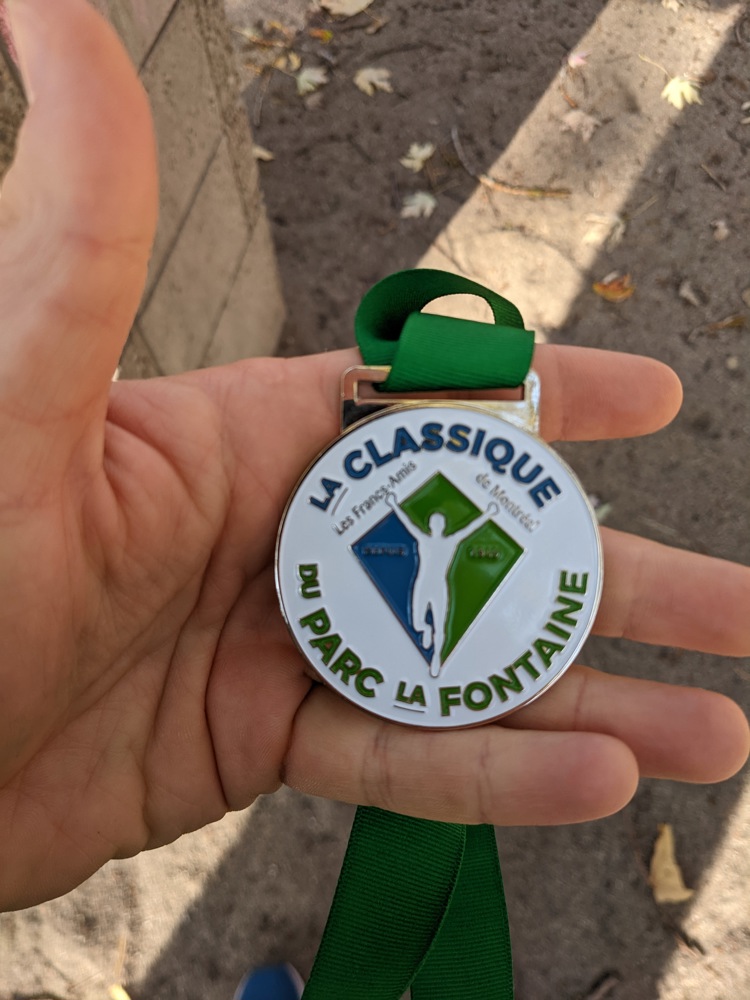 LA CLASSIQUE
Les Francs-Amis
de Montréal
DU PARC LA FONTAINE